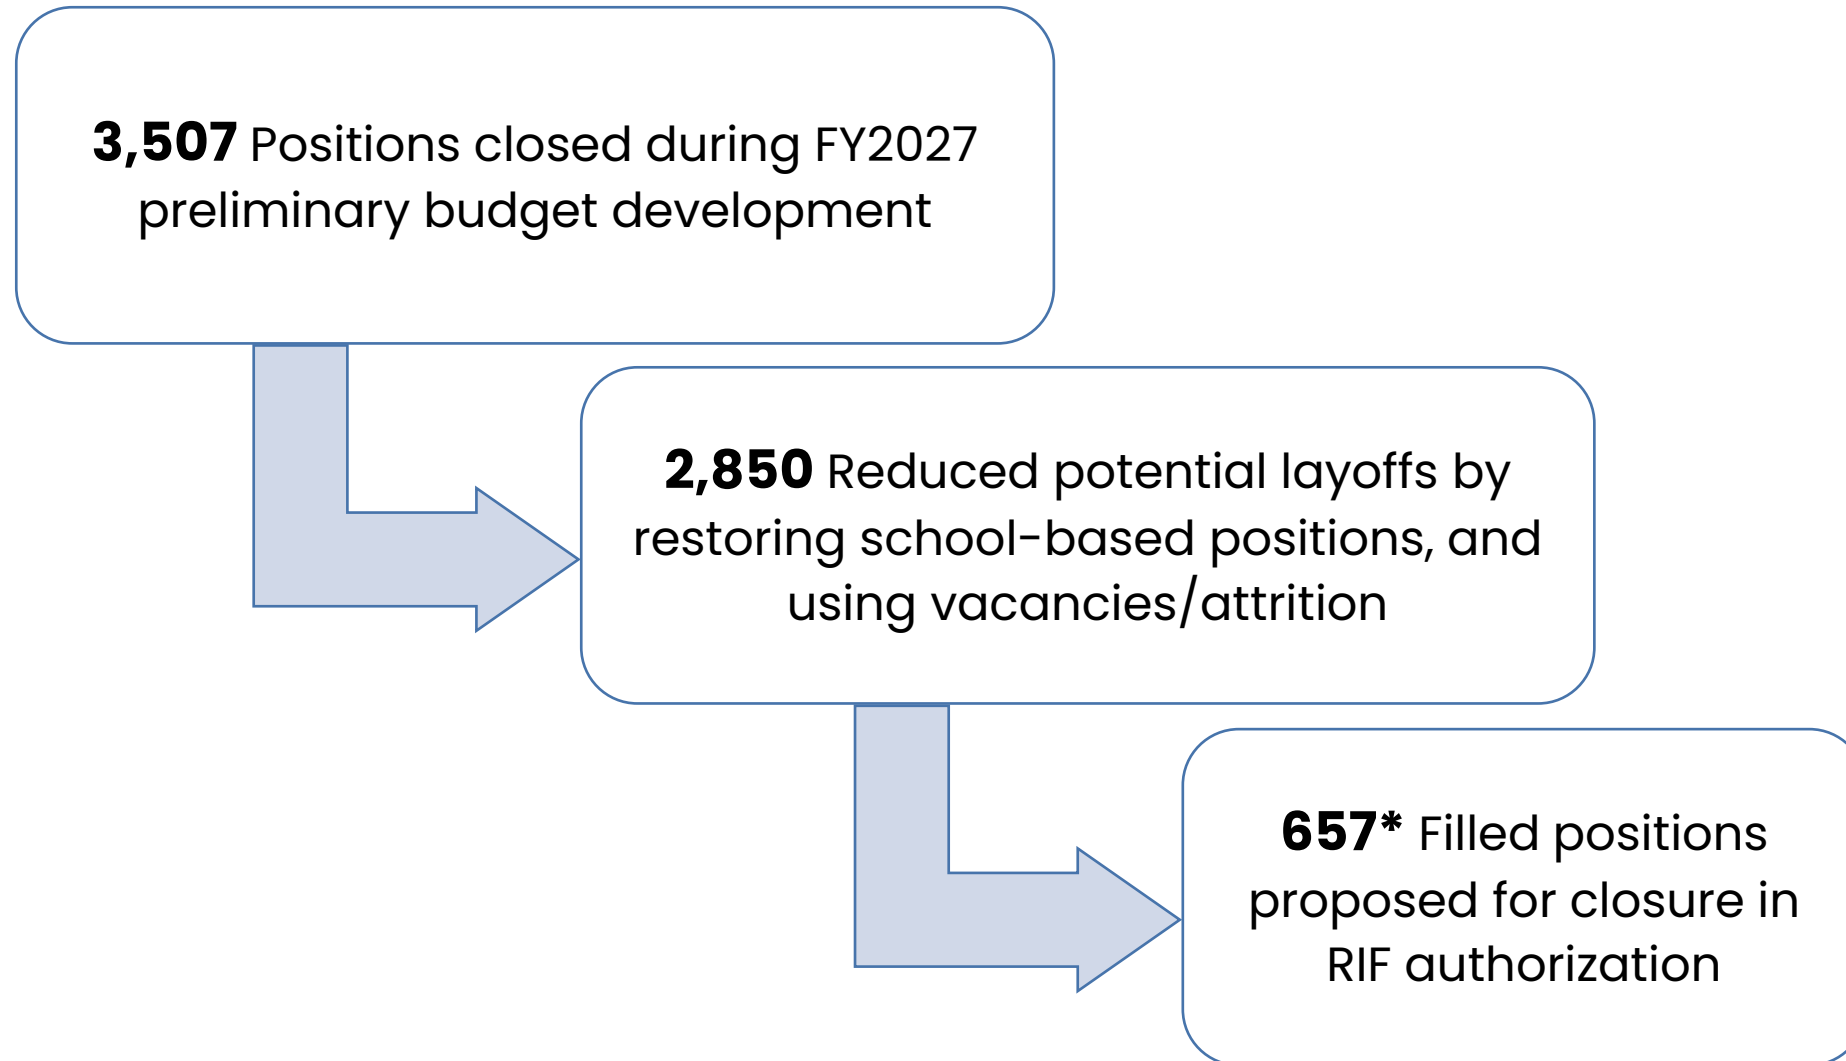 3,507 Positions closed during FY2027
preliminary budget development
2,850 Reduced potential layoffs by
restoring school-based positions, and
using vacancies/attrition
657* Filled positions
proposed for closure in
RIF authorization